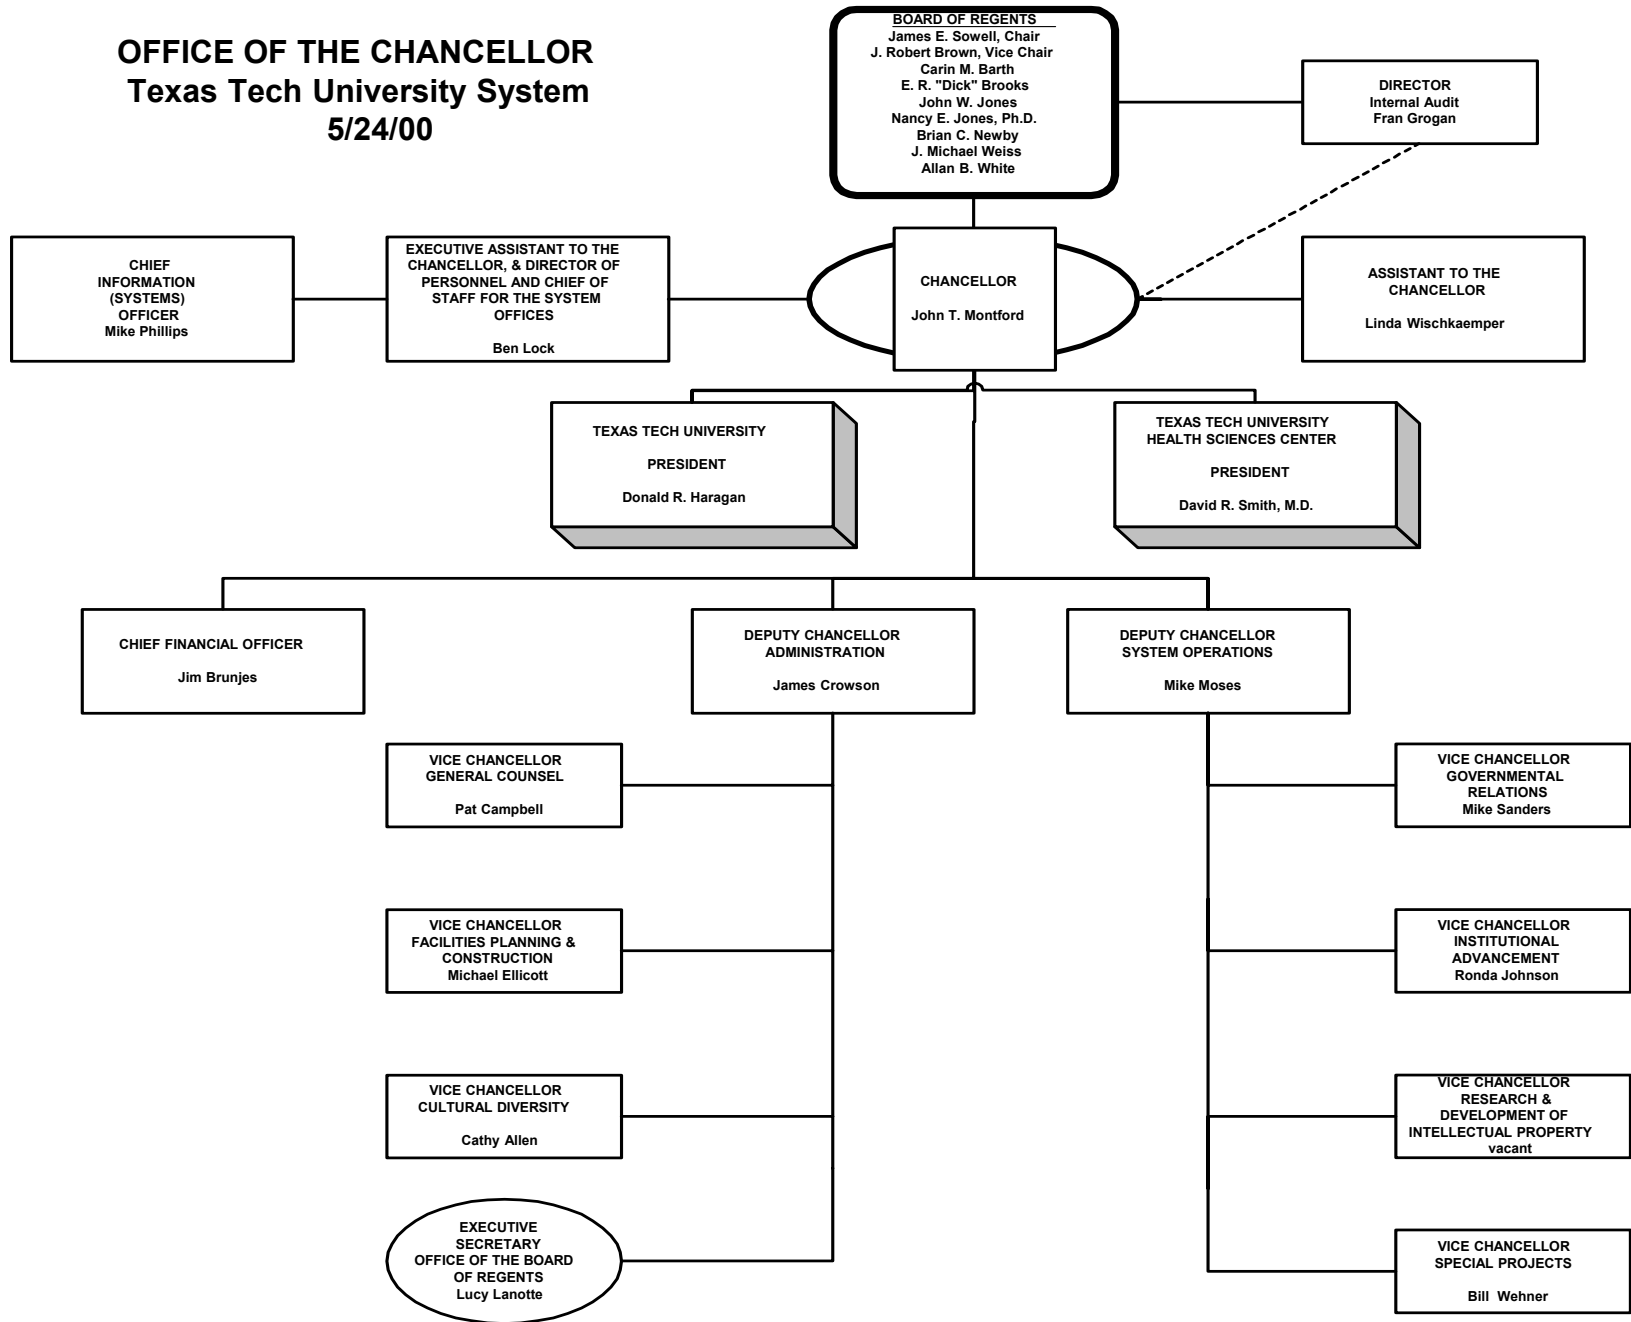 OFFICE OF THE CHANCELLOR
Texas Tech University System
5/24/00
BOARD OF REGENTS
James E. Sowell, Chair
J. Robert Brown, Vice Chair
Carin M. Barth
E. R. "Dick" Brooks
John W. Jones
Nancy E. Jones, Ph.D.
Brian C. Newby
J. Michael Weiss
Allan B. White
DIRECTOR
Internal Audit
Fran Grogan
CHIEF
INFORMATION
(SYSTEMS)
OFFICER
Mike Phillips
EXECUTIVE ASSISTANT TO THE
CHANCELLOR, & DIRECTOR OF
PERSONNEL AND CHIEF OF
STAFF FOR THE SYSTEM
OFFICES
Ben Lock
CHANCELLOR
John T. Montford
ASSISTANT TO THE
CHANCELLOR
Linda Wischkaemper
TEXAS TECH UNIVERSITY
PRESIDENT
Donald R. Haragan
TEXAS TECH UNIVERSITY
HEALTH SCIENCES CENTER
PRESIDENT
David R. Smith, M.D.
CHIEF FINANCIAL OFFICER
Jim Brunjes
DEPUTY CHANCELLOR
ADMINISTRATION
James Crowson
DEPUTY CHANCELLOR
SYSTEM OPERATIONS
Mike Moses
VICE CHANCELLOR
GENERAL COUNSEL
Pat Campbell
VICE CHANCELLOR
GOVERNMENTAL
RELATIONS
Mike Sanders
VICE CHANCELLOR
FACILITIES PLANNING &
CONSTRUCTION
Michael Ellicott
VICE CHANCELLOR
INSTITUTIONAL
ADVANCEMENT
Ronda Johnson
VICE CHANCELLOR
CULTURAL DIVERSITY
Cathy Allen
VICE CHANCELLOR
RESEARCH &
DEVELOPMENT OF
INTELLECTUAL PROPERTY
vacant
EXECUTIVE
SECRETARY
OFFICE OF THE BOARD
OF REGENTS
Lucy Lanotte
VICE CHANCELLOR
SPECIAL PROJECTS
Bill Wehner